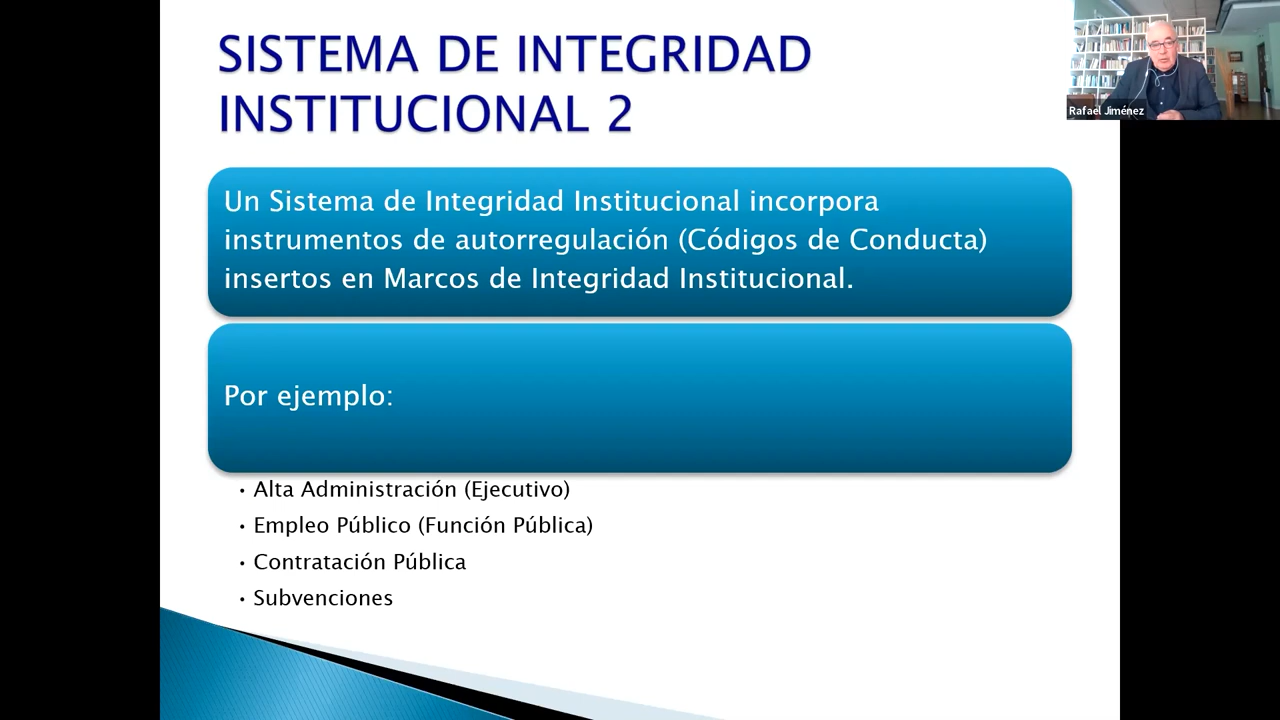 SISTEMA DE INTEGRIDAD
INSTITUCIONAL 2
Rafael Jiménez
Un Sistema de Integridad Institucional incorpora
instrumentos de autorregulación (Códigos de Conducta)
insertos en Marcos de Integridad Institucional.
Por ejemplo:
• Alta Administración (Ejecutivo)
• Empleo Público (Función Pública)
• Contratación Pública
• Subvenciones